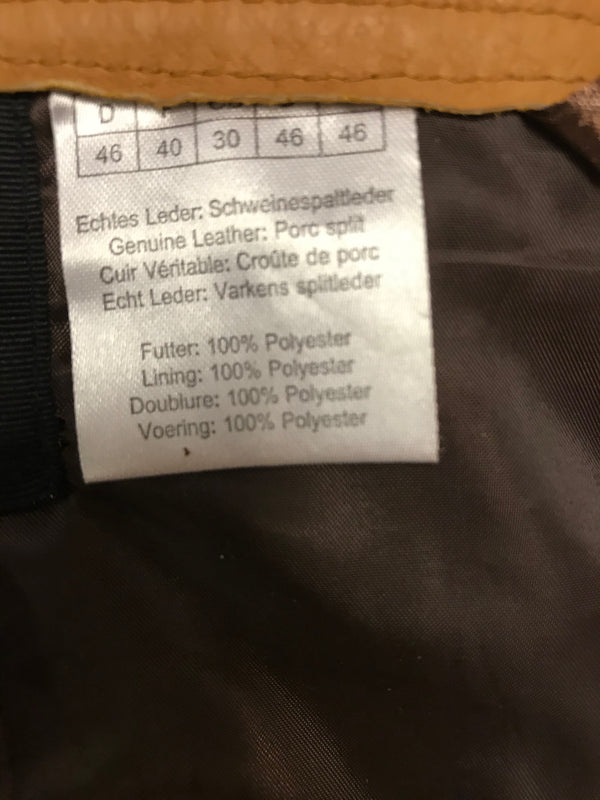 D
46 40 30 46 46
Echtes Leder: Schweinespaltleder
Genuine Leather: Porc split
Cuir Véritable: Croûte de porc
Echt Leder: Varkens splitleder
Futter: 100% Polyester
Lining: 100% Polyester
Doublure: 100% Polyester
Voering: 100% Polyester